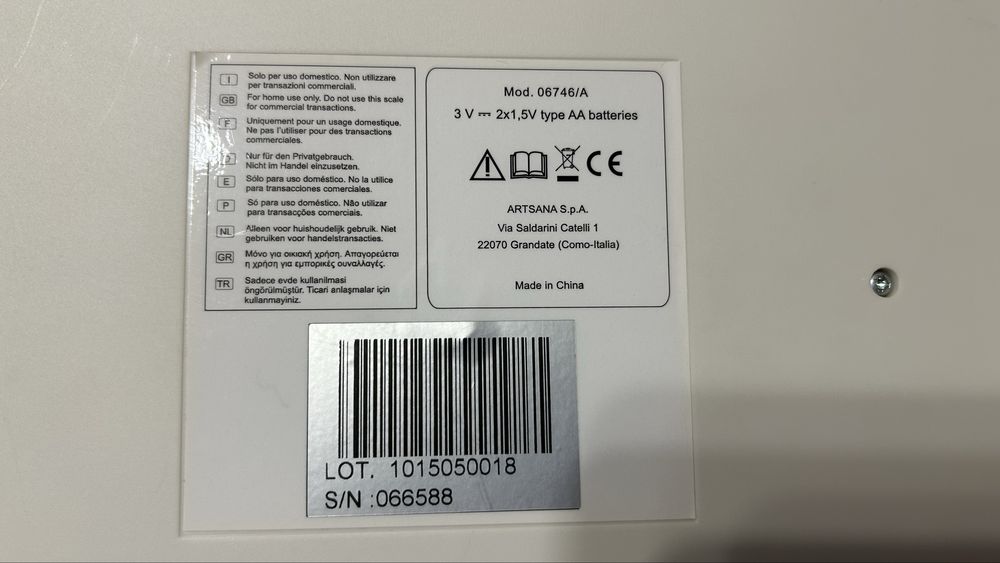 I
Solo per uso domestico. Non utilizzare
per transazioni commerciali.
GB
For home use only. Do not use this scale
for commercial transactions.
F
Uniquement pour un usage domestique.
Ne pas l'utiliser pour des transactions
commerciales.
D
Nur für den Privatgebrauch.
Nicht im Handel einzusetzen.
E
Sólo para uso doméstico. No la utilice
para transacciones comerciales.
P
Só para uso doméstico. Não utilizar
para transacções comerciais.
NL
Alleen voor huishoudelijk gebruik. Niet
gebruiken voor handelstransacties.
GR
Μόνο για οικιακή χρήση. Απαγορεύεται
η χρήση για εμπορικές συναλλαγές.
TR
Sadece evde kullanilmasi
öngörülmüştür. Ticari anlaşmalar için
kullanmayiniz.
Mod. 06746/A
3 V ⎓ 2x1,5V type AA batteries
CE
ARTSANA S.p.A.
Via Saldarini Catelli 1
22070 Grandate (Como-Italia)
Made in China
LOT. 1015050018
S/N :066588